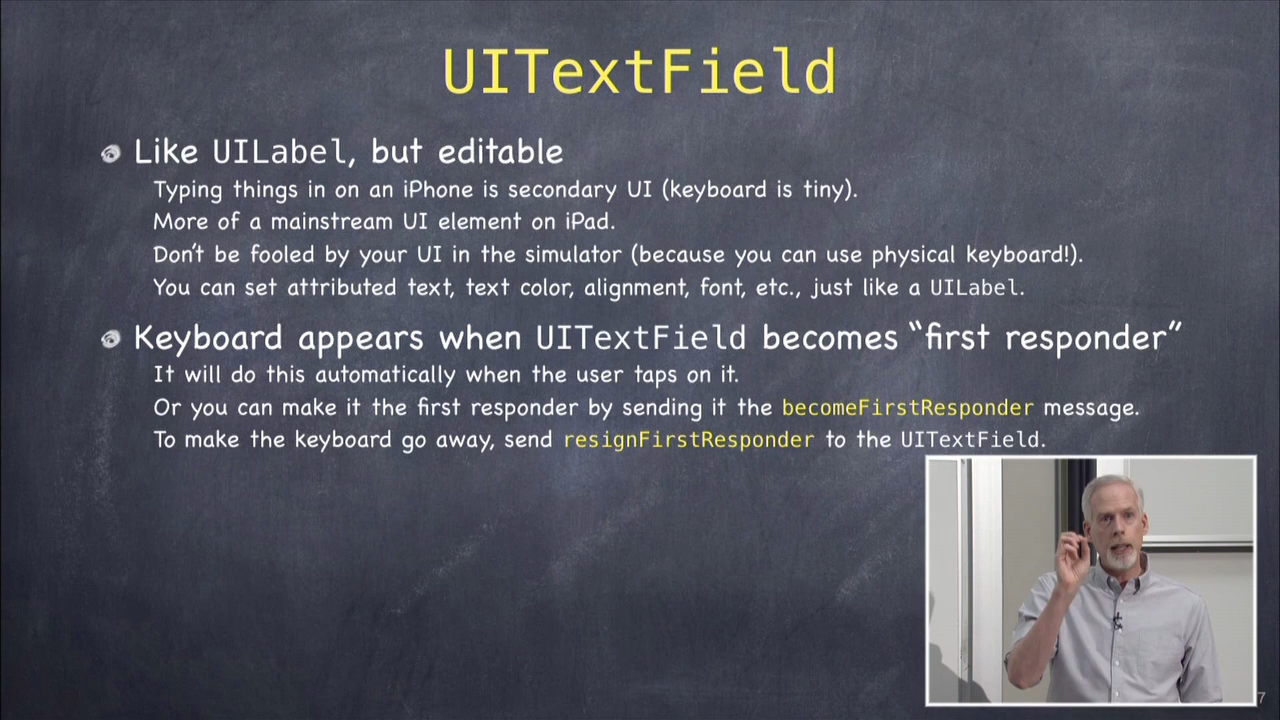 UITextField
Like UILabel, but editable
Typing things in on an iPhone is secondary UI (keyboard is tiny).
More of a mainstream UI element on iPad.
Don't be fooled by your UI in the simulator (because you can use physical keyboard!).
You can set attributed text, text color, alignment, font, etc., just like a UILabel.
Keyboard appears when UITextField becomes “first responder”
It will do this automatically when the user taps on it.
Or you can make it the first responder by sending it the becomeFirstResponder message.
To make the keyboard go away, send resignFirstResponder to the UITextField.
7